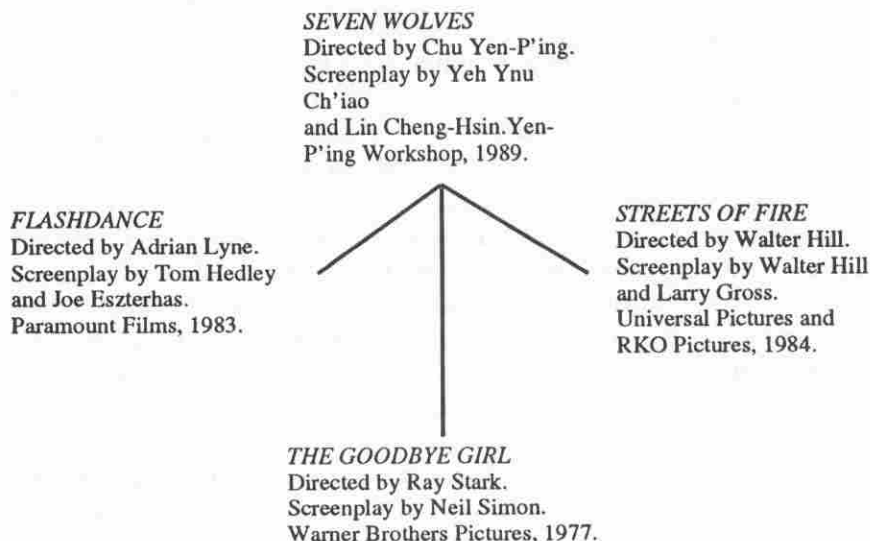 SEVEN WOLVES
Directed by Chu Yen-P'ing.
Screenplay by Yeh Ynu
Ch'iao
and Lin Cheng-Hsin.Yen-
P'ing Workshop, 1989.
FLASHDANCE
Directed by Adrian Lyne.
Screenplay by Tom Hedley
and Joe Eszterhas.
Paramount Films, 1983.
STREETS OF FIRE
Directed by Walter Hill.
Screenplay by Walter Hill
and Larry Gross.
Universal Pictures and
RKO Pictures, 1984.
THE GOODBYE GIRL
Directed by Ray Stark.
Screenplay by Neil Simon.
Warner Brothers Pictures, 1977.